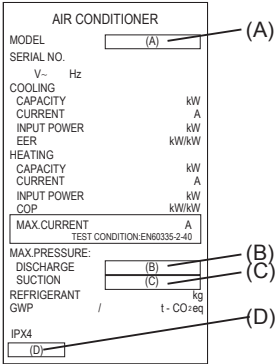 AIR CONDITIONER
MODEL (A) (A)
SERIAL NO.
V~ Hz
COOLING
CAPACITY kW
CURRENT A
INPUT POWER kW
EER kW/kW
HEATING
CAPACITY kW
CURRENT A
INPUT POWER kW
COP kW/kW
MAX.CURRENT A
TEST CONDITION:EN60335-2-40
MAX.PRESSURE:
DISCHARGE (B) (B)
SUCTION (C) (C)
REFRIGERANT kg
GWP / t - CO2eq
(D)
IPX4
(D)